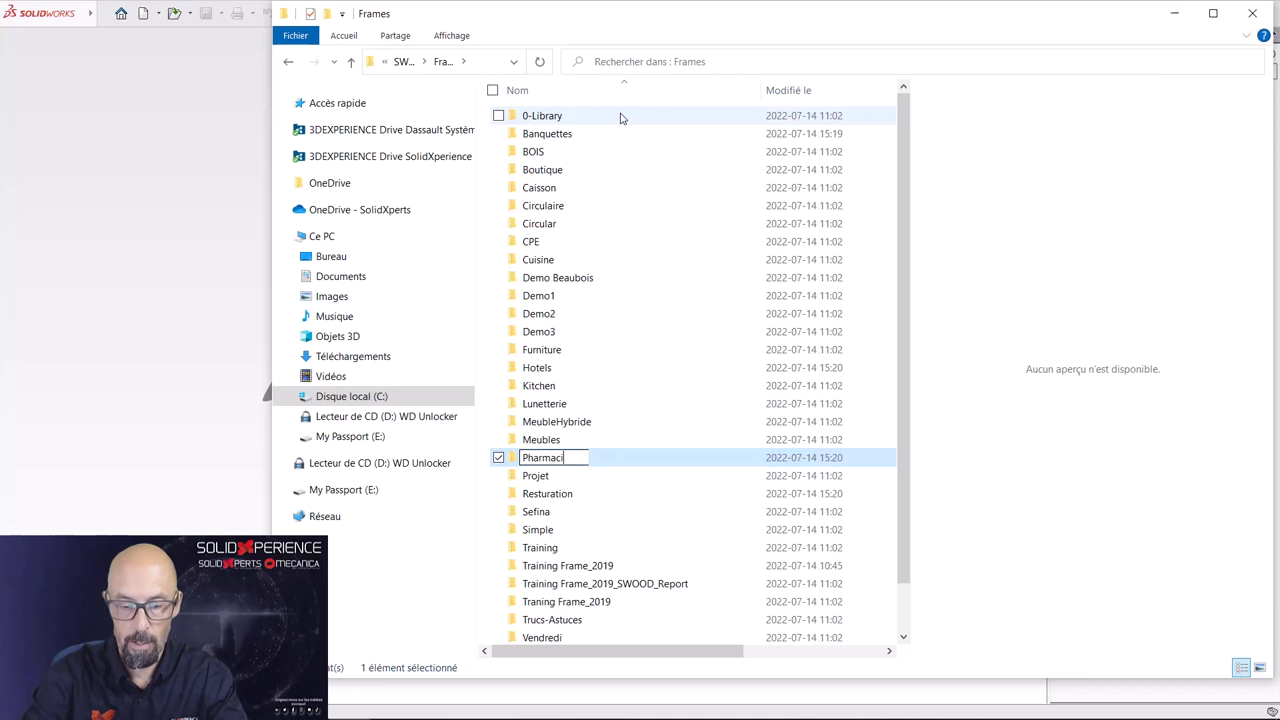 SOLIDWORKS
Frames
Fichier
Accueil
Partage
Affichage
« SW... > Fra... >
Rechercher dans : Frames
Accès rapide
3DEXPERIENCE Drive Dassault Systèm
3DEXPERIENCE Drive SolidXperience
OneDrive
OneDrive - SolidXperts
Ce PC
Bureau
Documents
Images
Musique
Objets 3D
Téléchargements
Vidéos
Disque local (C:)
Lecteur de CD (D:) WD Unlocker
My Passport (E:)
Lecteur de CD (D:) WD Unlocker
My Passport (E:)
Réseau
Nom Modifié le
0-Library 2022-07-14 11:02
Banquettes 2022-07-14 15:19
BOIS 2022-07-14 11:02
Boutique 2022-07-14 11:02
Caisson 2022-07-14 11:02
Circulaire 2022-07-14 11:02
Circular 2022-07-14 11:02
CPE 2022-07-14 11:02
Cuisine 2022-07-14 11:02
Demo Beaubois 2022-07-14 11:02
Demo1 2022-07-14 11:02
Demo2 2022-07-14 11:02
Demo3 2022-07-14 11:02
Furniture 2022-07-14 11:02
Hotels 2022-07-14 15:20
Kitchen 2022-07-14 11:02
Lunetterie 2022-07-14 11:02
MeubleHybride 2022-07-14 11:02
Meubles 2022-07-14 11:02
Pharmaci 2022-07-14 15:20
Projet 2022-07-14 11:02
Resturation 2022-07-14 15:20
Sefina 2022-07-14 11:02
Simple 2022-07-14 11:02
Training 2022-07-14 11:02
Training Frame_2019 2022-07-14 10:45
Training Frame_2019_SWOOD_Report 2022-07-14 11:02
Traning Frame_2019 2022-07-14 11:02
Trucs-Astuces 2022-07-14 11:02
Vendredi 2022-07-14 11:02
Aucun aperçu n'est disponible.
1 élément sélectionné
SOLIDXPERIENCE
SOLIDXPERTS MECANICA